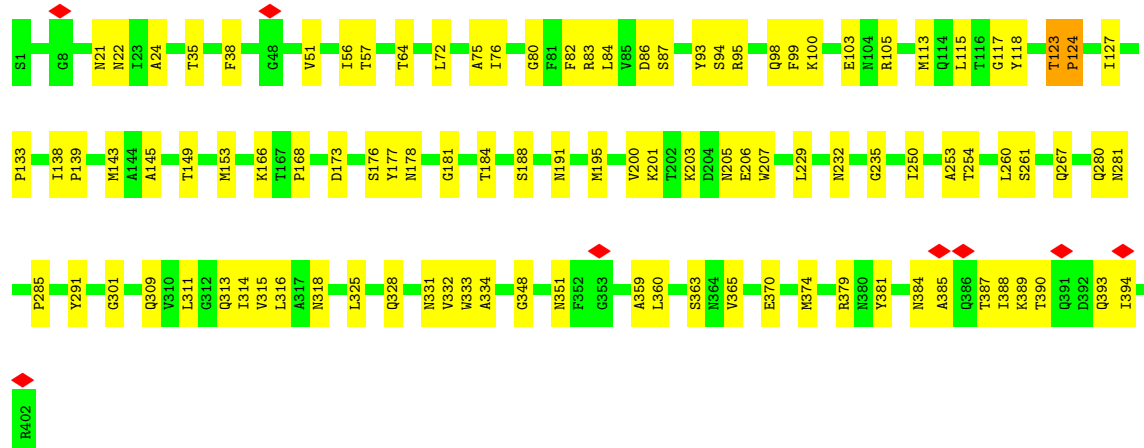 S1 G8 N21 N22 I23 A24 T35 F38 G48 V51 I56 T57 T64 L72 A75 I76 G80 F81 F82 R83 L84 V85 D86 S87 Y93 S94 R95 Q98 F99 K100 E103 N104 R105 M113 Q114 L115 T116 G117 Y118 T123 P124 I127
P133 I138 P139 M143 A144 A145 T149 M153 K166 T167 P168 D173 S176 Y177 N178 G181 T184 S188 N191 M195 V200 K201 T202 K203 D204 N205 E206 W207 L229 N232 G235 I250 A253 T254 L260 S261 Q267 Q280 N281
P285 Y291 G301 Q309 V310 L311 G312 Q313 I314 V315 L316 A317 N318 L325 Q328 N331 V332 W333 A334 G348 N351 F352 G353 A359 L360 S363 N364 V365 E370 M374 R379 N380 Y381 N384 A385 Q386 T387 I388 K389 T390 Q391 D392 Q393 I394
R402